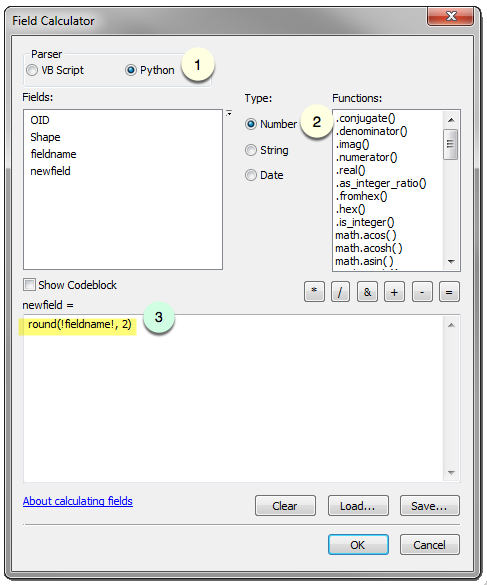 Field Calculator
Parser
VB Script Python 1
Fields: Type: Functions:
OID
Shape
fieldname
newfield
Number 2
String
Date
.conjugate()
.denominator()
.imag()
.numerator()
.real()
.as_integer_ratio()
.fromhex()
.hex()
.is_integer()
math.acos( )
math.acosh( )
math.asin( )
Show Codeblock
* / & + - =
newfield =
3
round(!fieldname!, 2)
About calculating fields
Clear Load... Save...
OK Cancel